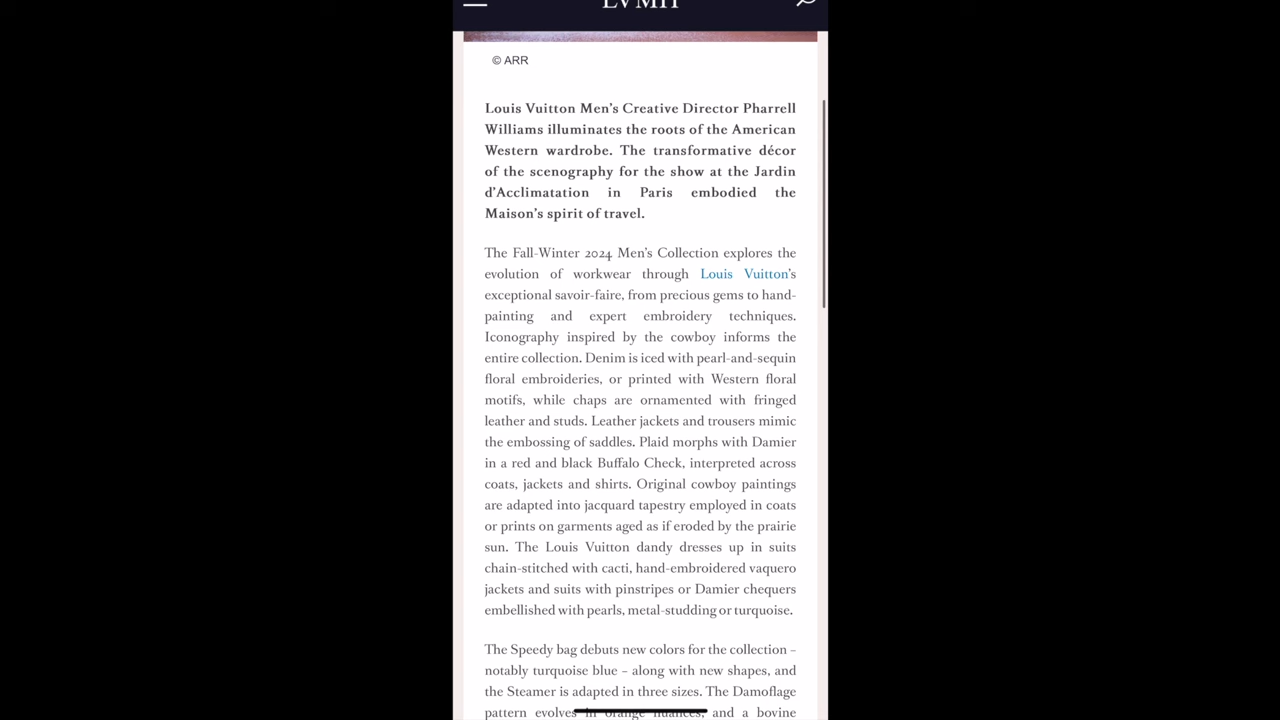 LVMH
© ARR
Louis Vuitton Men’s Creative Director Pharrell
Williams illuminates the roots of the American
Western wardrobe. The transformative décor
of the scenography for the show at the Jardin
d’Acclimatation in Paris embodied the
Maison’s spirit of travel.
The Fall-Winter 2024 Men’s Collection explores the
evolution of workwear through Louis Vuitton’s
exceptional savoir-faire, from precious gems to hand-
painting and expert embroidery techniques.
Iconography inspired by the cowboy informs the
entire collection. Denim is iced with pearl-and-sequin
floral embroideries, or printed with Western floral
motifs, while chaps are ornamented with fringed
leather and studs. Leather jackets and trousers mimic
the embossing of saddles. Plaid morphs with Damier
in a red and black Buffalo Check, interpreted across
coats, jackets and shirts. Original cowboy paintings
are adapted into jacquard tapestry employed in coats
or prints on garments aged as if eroded by the prairie
sun. The Louis Vuitton dandy dresses up in suits
chain-stitched with cacti, hand-embroidered vaquero
jackets and suits with pinstripes or Damier chequers
embellished with pearls, metal-studding or turquoise.
The Speedy bag debuts new colors for the collection –
notably turquoise blue – along with new shapes, and
the Steamer is adapted in three sizes. The Damoflage
pattern evolves in orange nuances, and a bovine